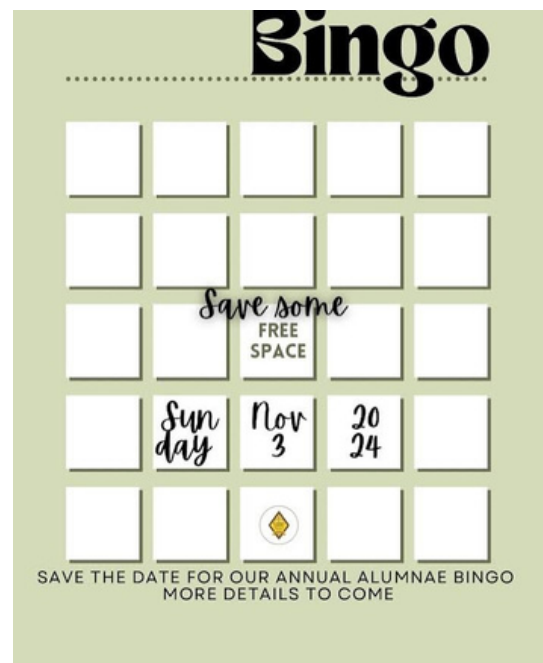 Bingo
Save some
FREE
SPACE
Sun Nov 20
day 3 24
SAVE THE DATE FOR OUR ANNUAL ALUMNAE BINGO
MORE DETAILS TO COME